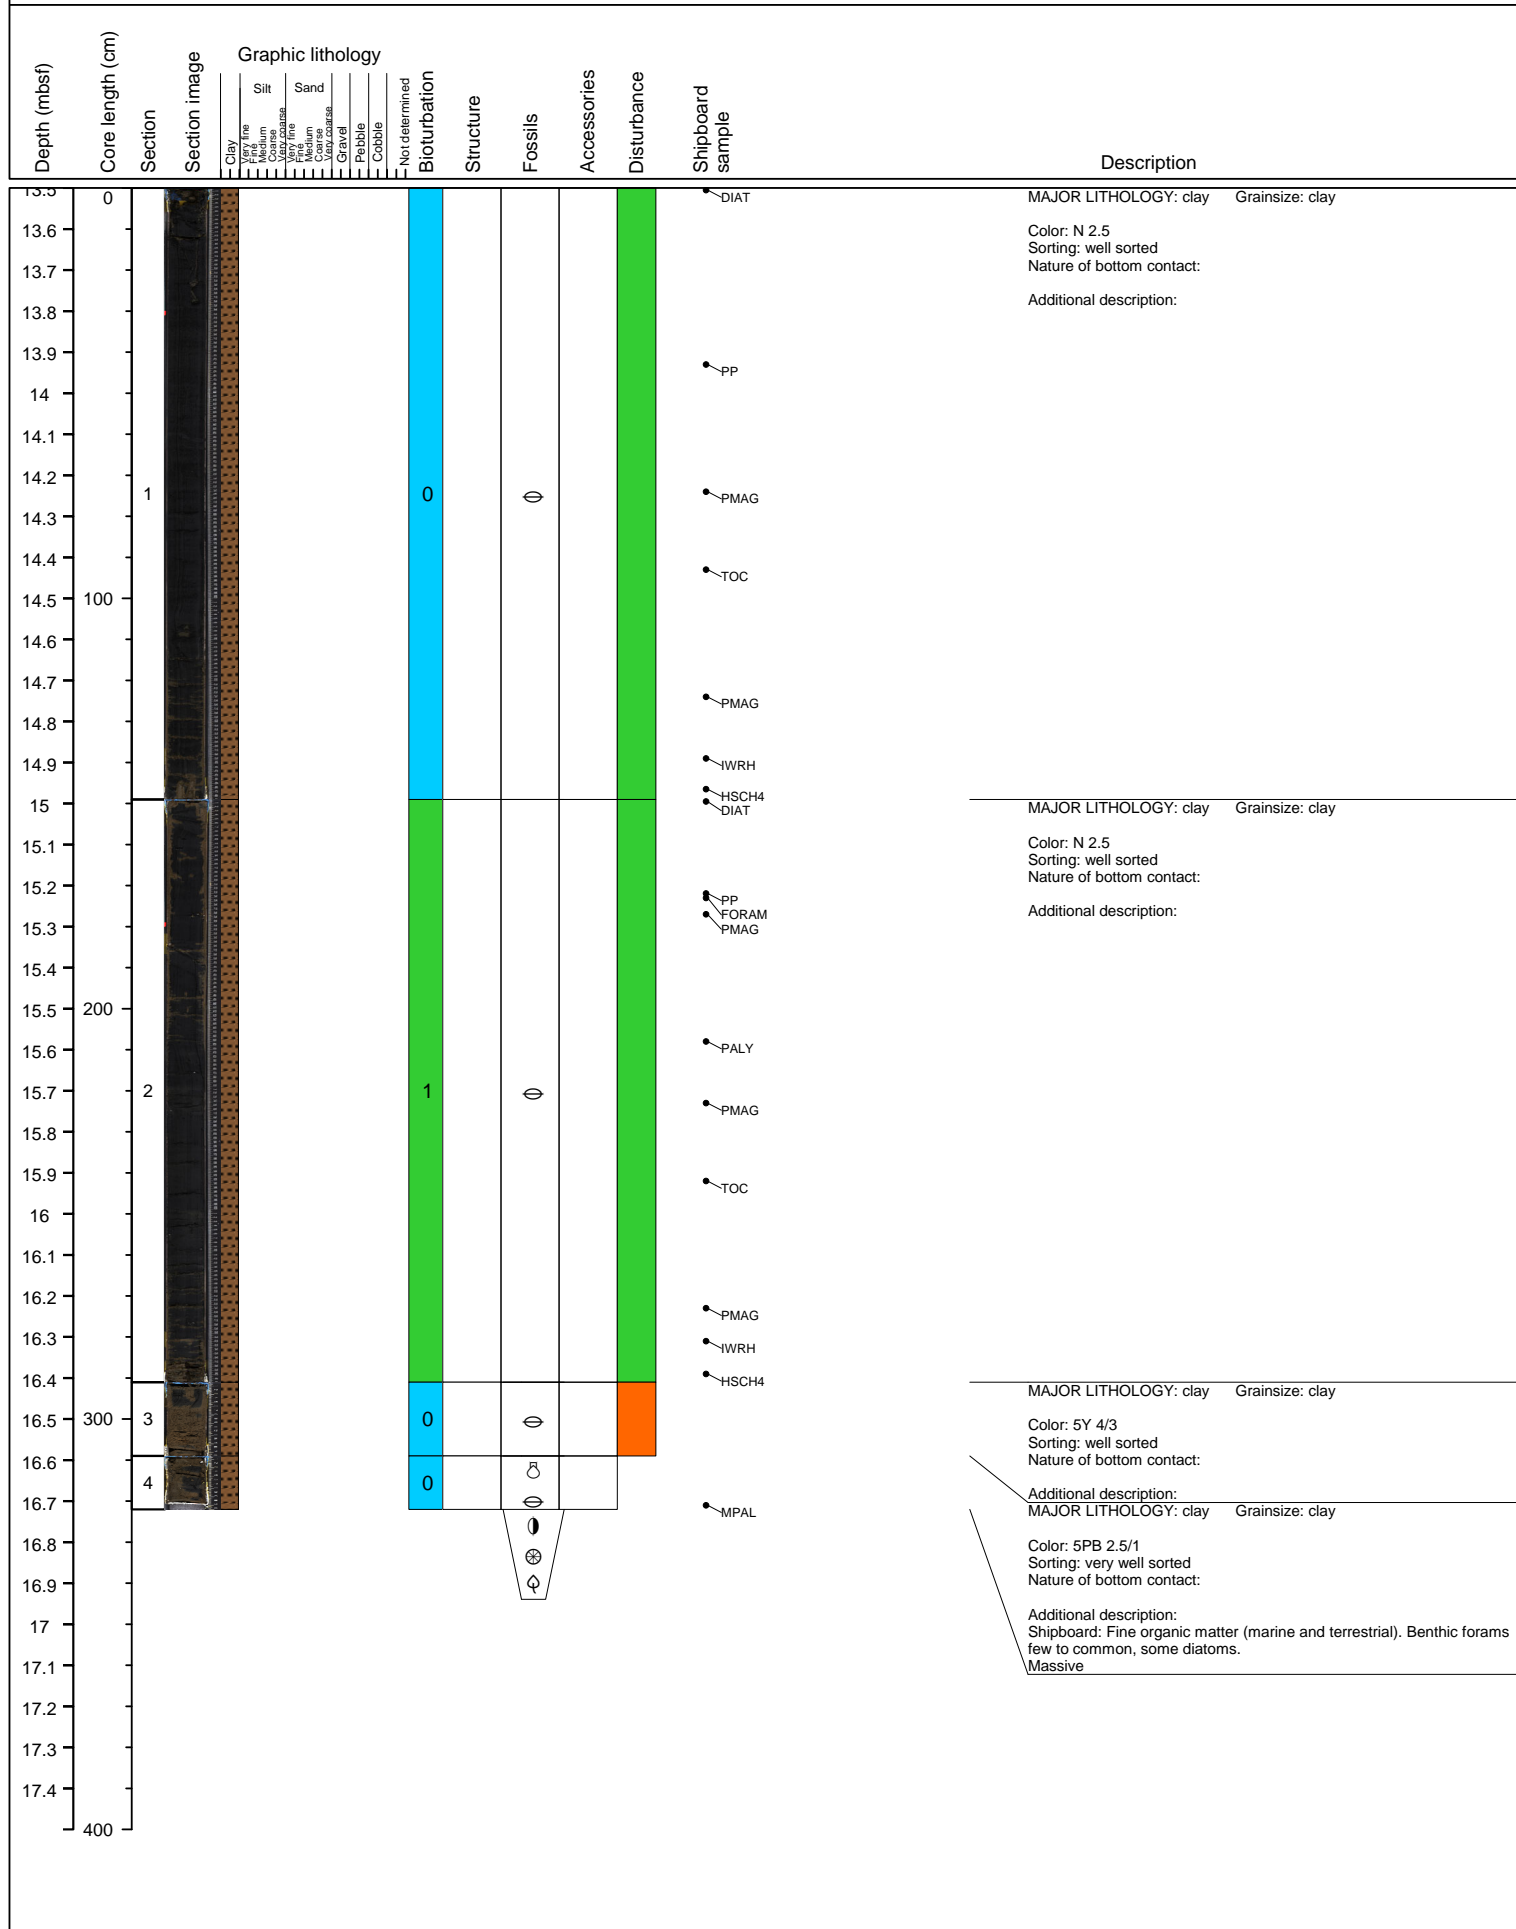 Graphic lithology
Depth (mbsf)
Core length (cm)
Section
Section image
Clay
Silt
Very fine
Fine
Medium
Coarse
Very coarse
Sand
Very fine
Fine
Medium
Coarse
Very coarse
Gravel
Pebble
Cobble
Not determined
Bioturbation
Structure
Fossils
Accessories
Disturbance
Shipboard
sample
Description
13.5
0
DIAT
MAJOR LITHOLOGY: clay Grainsize: clay
13.6
Color: N 2.5
Sorting: well sorted
13.7
Nature of bottom contact:
Additional description:
13.8
13.9
PP
14
14.1
14.2
1
0
PMAG
14.3
14.4
TOC
14.5
100
14.6
14.7
PMAG
14.8
14.9
IWRH
HSCH4
15
DIAT
MAJOR LITHOLOGY: clay Grainsize: clay
15.1
Color: N 2.5
Sorting: well sorted
15.2
Nature of bottom contact:
PP
FORAM
Additional description:
15.3
PMAG
15.4
15.5
200
15.6
PALY
15.7
2
1
PMAG
15.8
15.9
TOC
16
16.1
16.2
PMAG
16.3
IWRH
16.4
HSCH4
MAJOR LITHOLOGY: clay Grainsize: clay
16.5
300
3
0
Color: 5Y 4/3
Sorting: well sorted
16.6
Nature of bottom contact:
4
0
Additional description:
16.7
MPAL
MAJOR LITHOLOGY: clay Grainsize: clay
16.8
Color: 5PB 2.5/1
Sorting: very well sorted
16.9
Nature of bottom contact:
17
Additional description:
Shipboard: Fine organic matter (marine and terrestrial). Benthic forams
few to common, some diatoms.
17.1
Massive
17.2
17.3
17.4
400